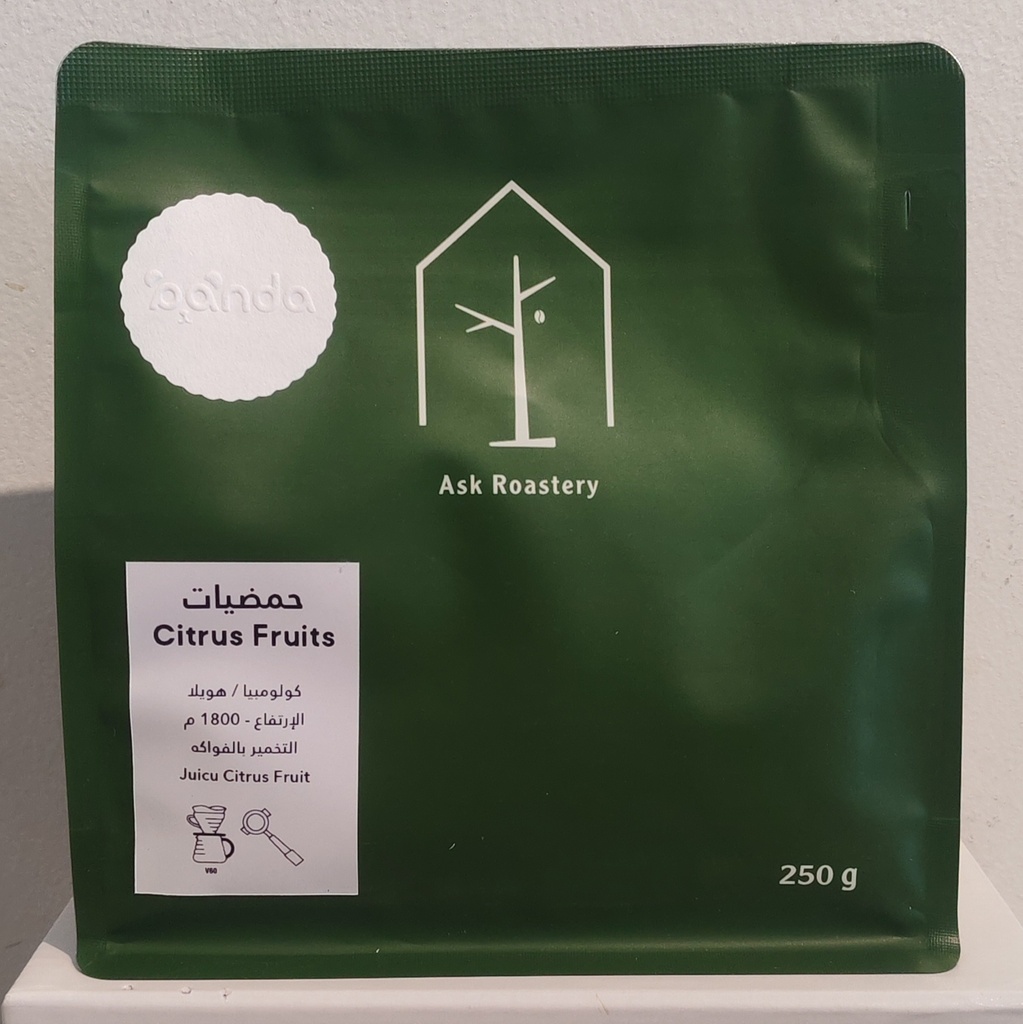 panda
Ask Roastery
حمضيات
Citrus Fruits
كولومبيا / هويلا
الإرتفاع - 1800 م
التخمير بالفواكه
Juicu Citrus Fruit
V60
250 g